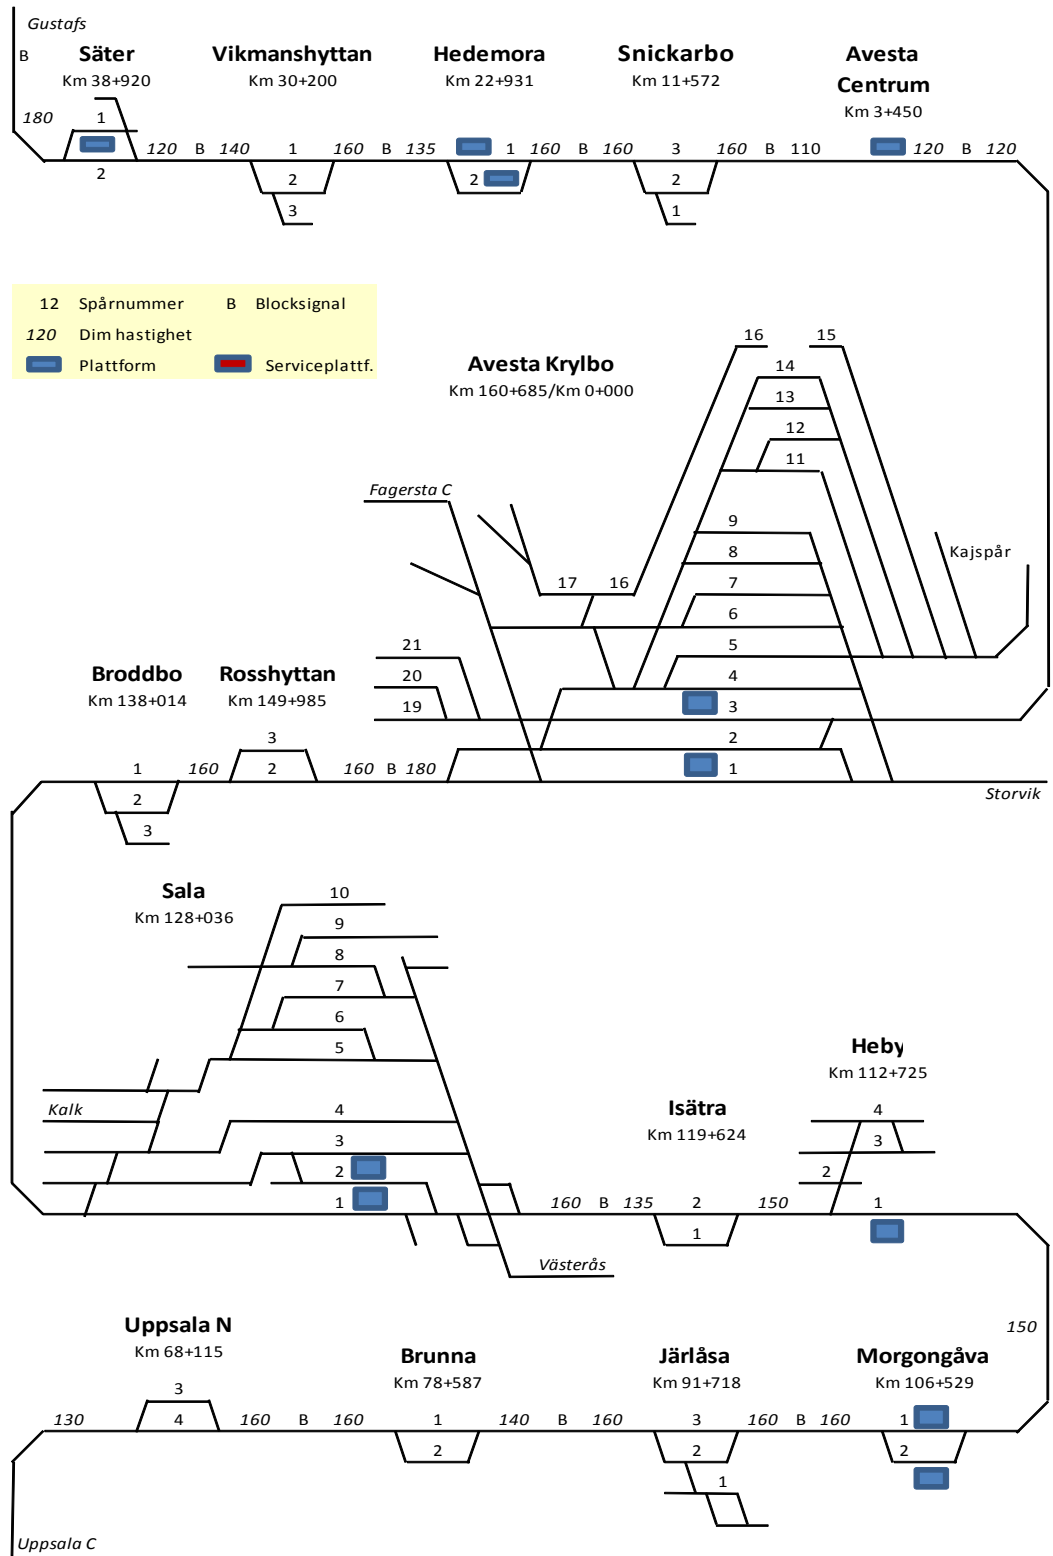 Gustafs
B
Säter
Km 38+920
Vikmanshyttan
Km 30+200
Hedemora
Km 22+931
Snickarbo
Km 11+572
Avesta
Centrum
Km 3+450
180
1
2
120 B 140
1
2
3
160 B 135
1
2
160 B 160
3
2
1
160 B 110
120 B 120
12 Spårnummer B Blocksignal
120 Dim hastighet
Plattform Serviceplattf.
Avesta Krylbo
Km 160+685/Km 0+000
16 15
14
13
12
11
Fagersta C
9
8
Kajspår
17 16
7
6
21
5
20
4
19
3
2
1
Storvik
Broddbo
Km 138+014
Rosshyttan
Km 149+985
1
2
3
160
3
2
160 B 180
Sala
Km 128+036
10
9
8
7
6
5
Kalk
4
3
2
1
Västerås
160 B 135
Isätra
Km 119+624
2
1
150
Heby
Km 112+725
4
3
2
1
150
Uppsala N
Km 68+115
3
4
130
160 B 160
Brunna
Km 78+587
1
2
140 B 160
Järlåsa
Km 91+718
3
2
1
160 B 160
Morgongåva
Km 106+529
1
2
Uppsala C